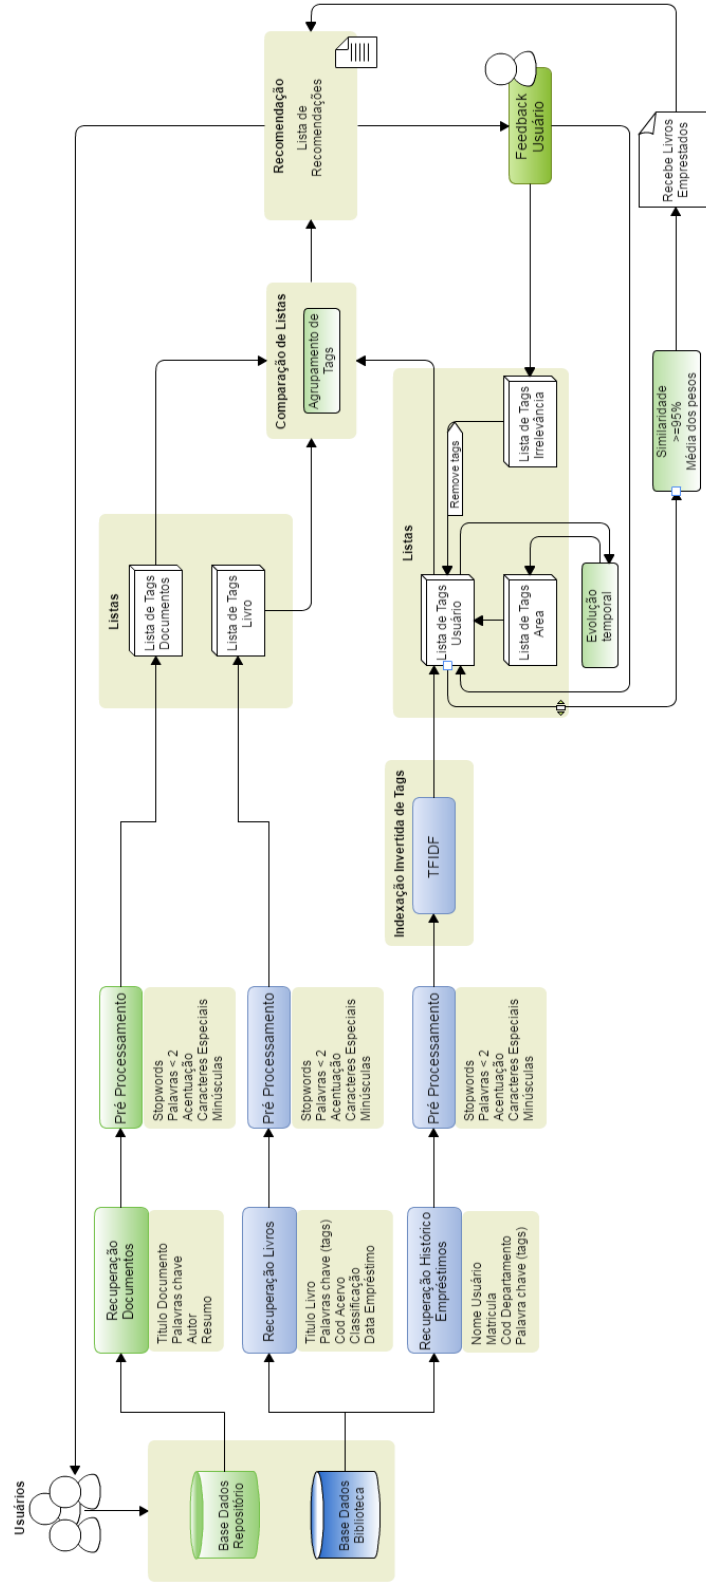 Usuários
Base Dados
Repositório
Base Dados
Biblioteca
Recuperação
Documentos
Título Documento
Palavras chave
Autor
Resumo
Recuperação Livros
Título Livro
Palavras chave (tags)
Cod Acervo
Classificação
Data Empréstimo
Recuperação Histórico
Empréstimos
Nome Usuário
Matricula
Cod Departamento
Palavra chave (tags)
Pré Processamento
Stopwords
Palavras < 2
Acentuação
Caracteres Especiais
Minúsculas
Pré Processamento
Stopwords
Palavras < 2
Acentuação
Caracteres Especiais
Minúsculas
Pré Processamento
Stopwords
Palavras < 2
Acentuação
Caracteres Especiais
Minúsculas
Indexação Invertida de Tags
TFIDF
Listas
Lista de Tags
Documentos
Lista de Tags
Livro
Listas
Lista de Tags
Usuário
Lista de Tags
Area
Evolução
temporal
Remove tags
Lista de Tags
Irrelevância
Comparação de Listas
Agrupamento de
Tags
Recomendação
Lista de
Recomendações
Feedback
Usuário
Similaridade
>=95%
Média dos pesos
Recebe Livros
Emprestados